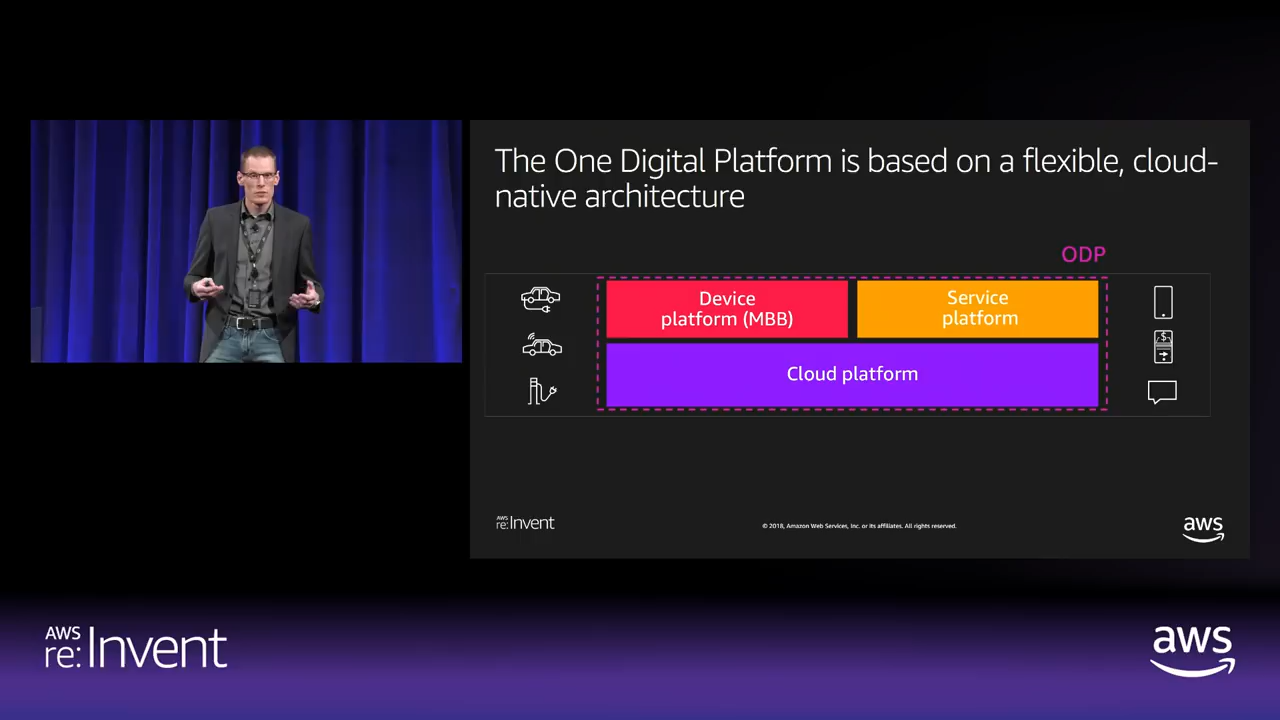 The One Digital Platform is based on a flexible, cloud-
native architecture
ODP
Device
platform (MBB)
Service
platform
Cloud platform
$
AWS
re:Invent
© 2018, Amazon Web Services, Inc. or its affiliates. All rights reserved.
aws
AWS
re:Invent
aws